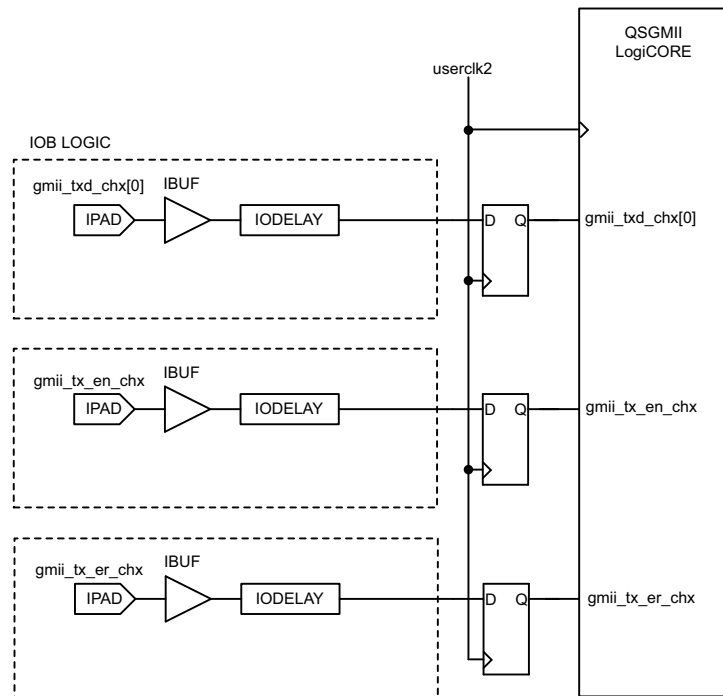 QSGMII
LogiCORE
userclk2
IOB LOGIC
gmii_txd_chx[0]
IBUF
IPAD
IODELAY
D
Q
gmii_txd_chx[0]
gmii_tx_en_chx
IBUF
IPAD
IODELAY
D
Q
gmii_tx_en_chx
gmii_tx_er_chx
IBUF
IPAD
IODELAY
D
Q
gmii_tx_er_chx